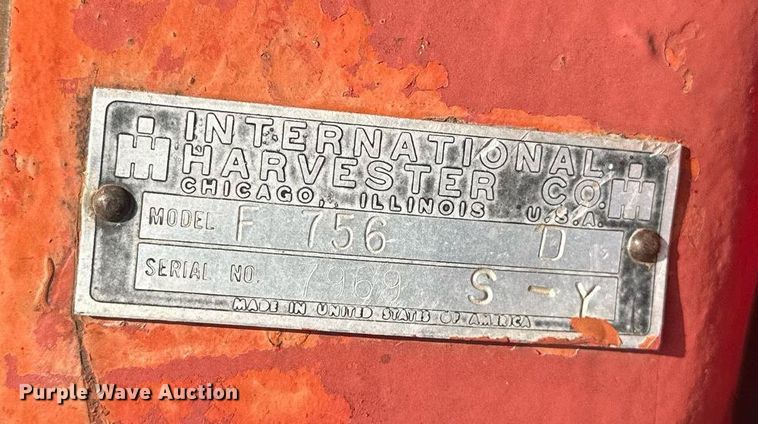 INTERNATIONAL
HARVESTER CO.
CHICAGO, ILLINOIS U.S.A.
MODEL F 756 D
SERIAL NO. 7969 S-Y
MADE IN UNITED STATES OF AMERICA
Purple Wave Auction